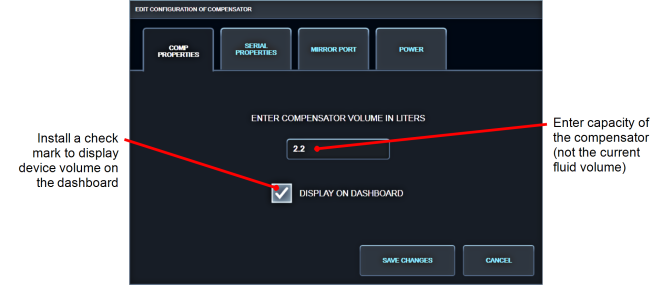 EDIT CONFIGURATION OF COMPENSATOR
COMP
PROPERTIES
SERIAL
PROPERTIES
MIRROR PORT
POWER
ENTER COMPENSATOR VOLUME IN LITERS
2.2
DISPLAY ON DASHBOARD
SAVE CHANGES
CANCEL
Install a check
mark to display
device volume on
the dashboard
Enter capacity of
the compensator
(not the current
fluid volume)